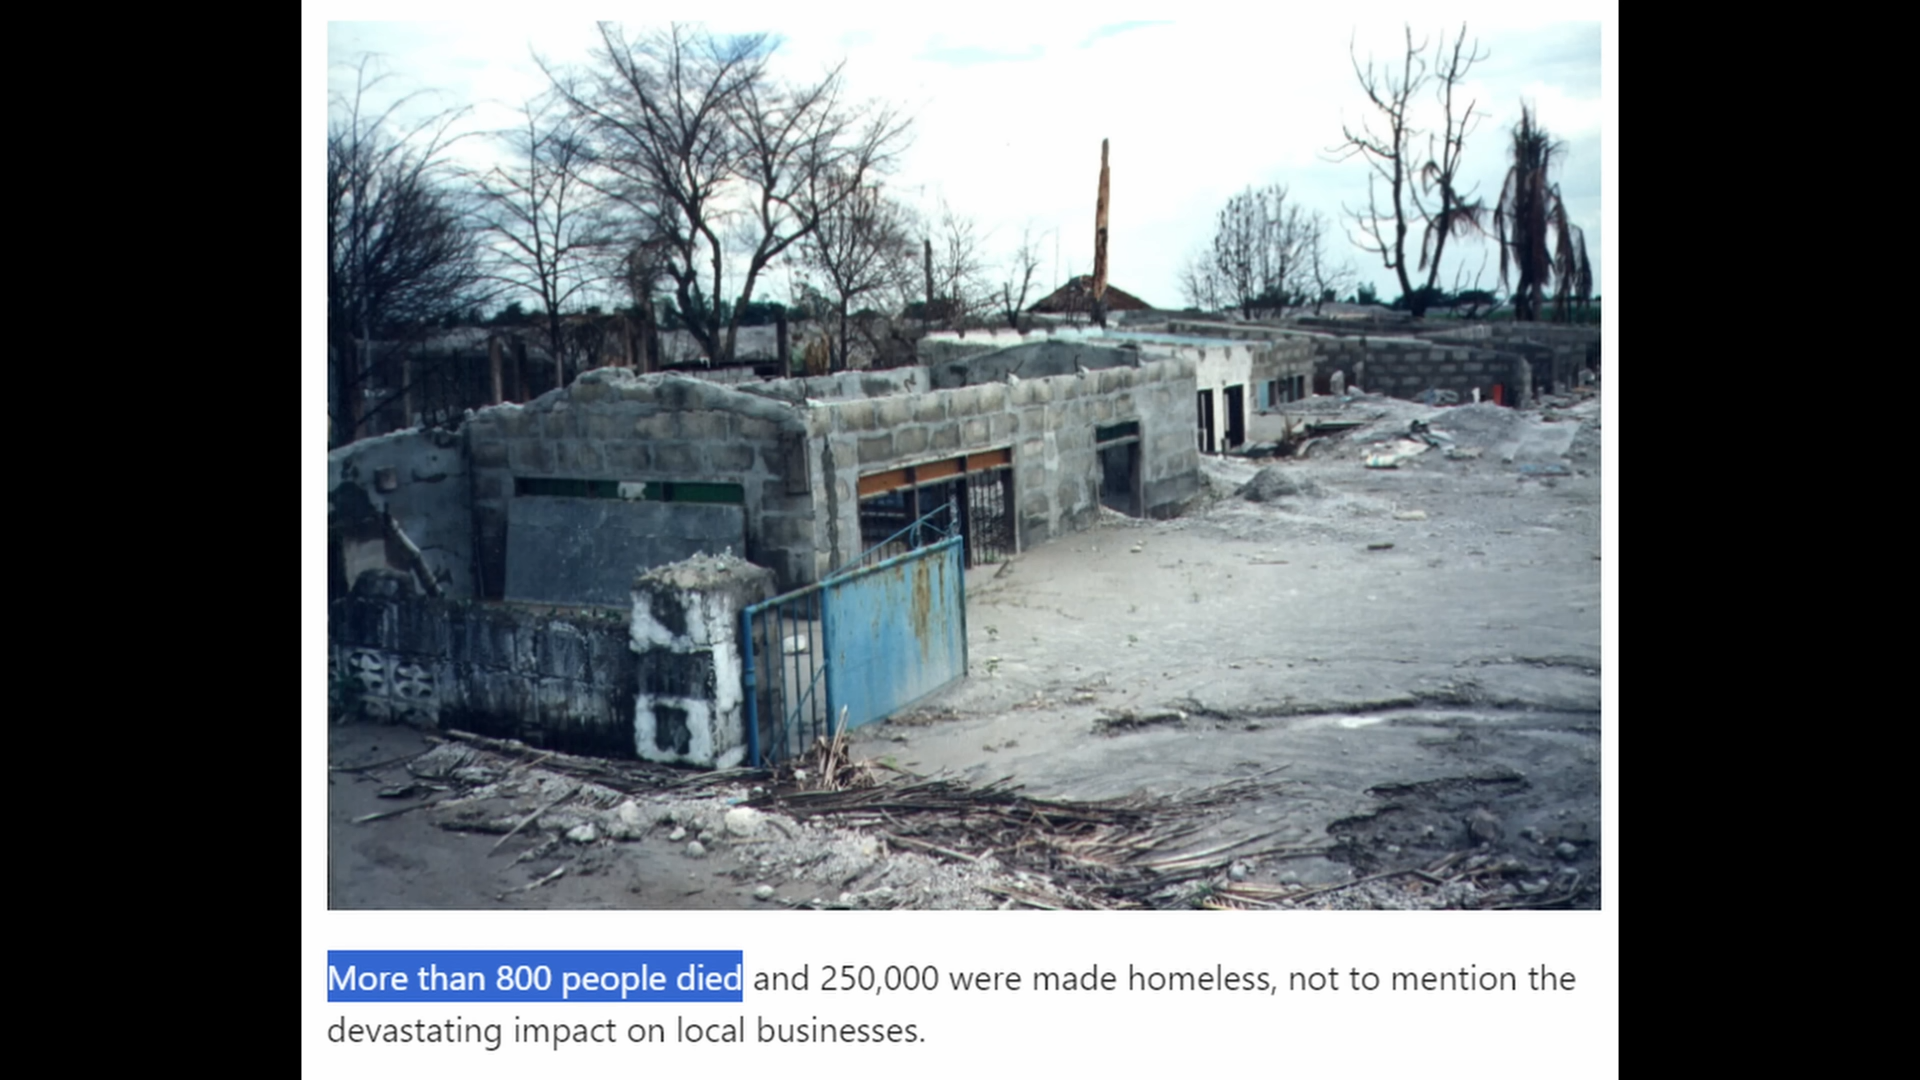 More than 800 people died and 250,000 were made homeless, not to mention the
devastating impact on local businesses.